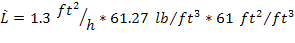 L̀ = 1.3 ft²/h * 61.27 lb/ft³ * 61 ft²/ft³